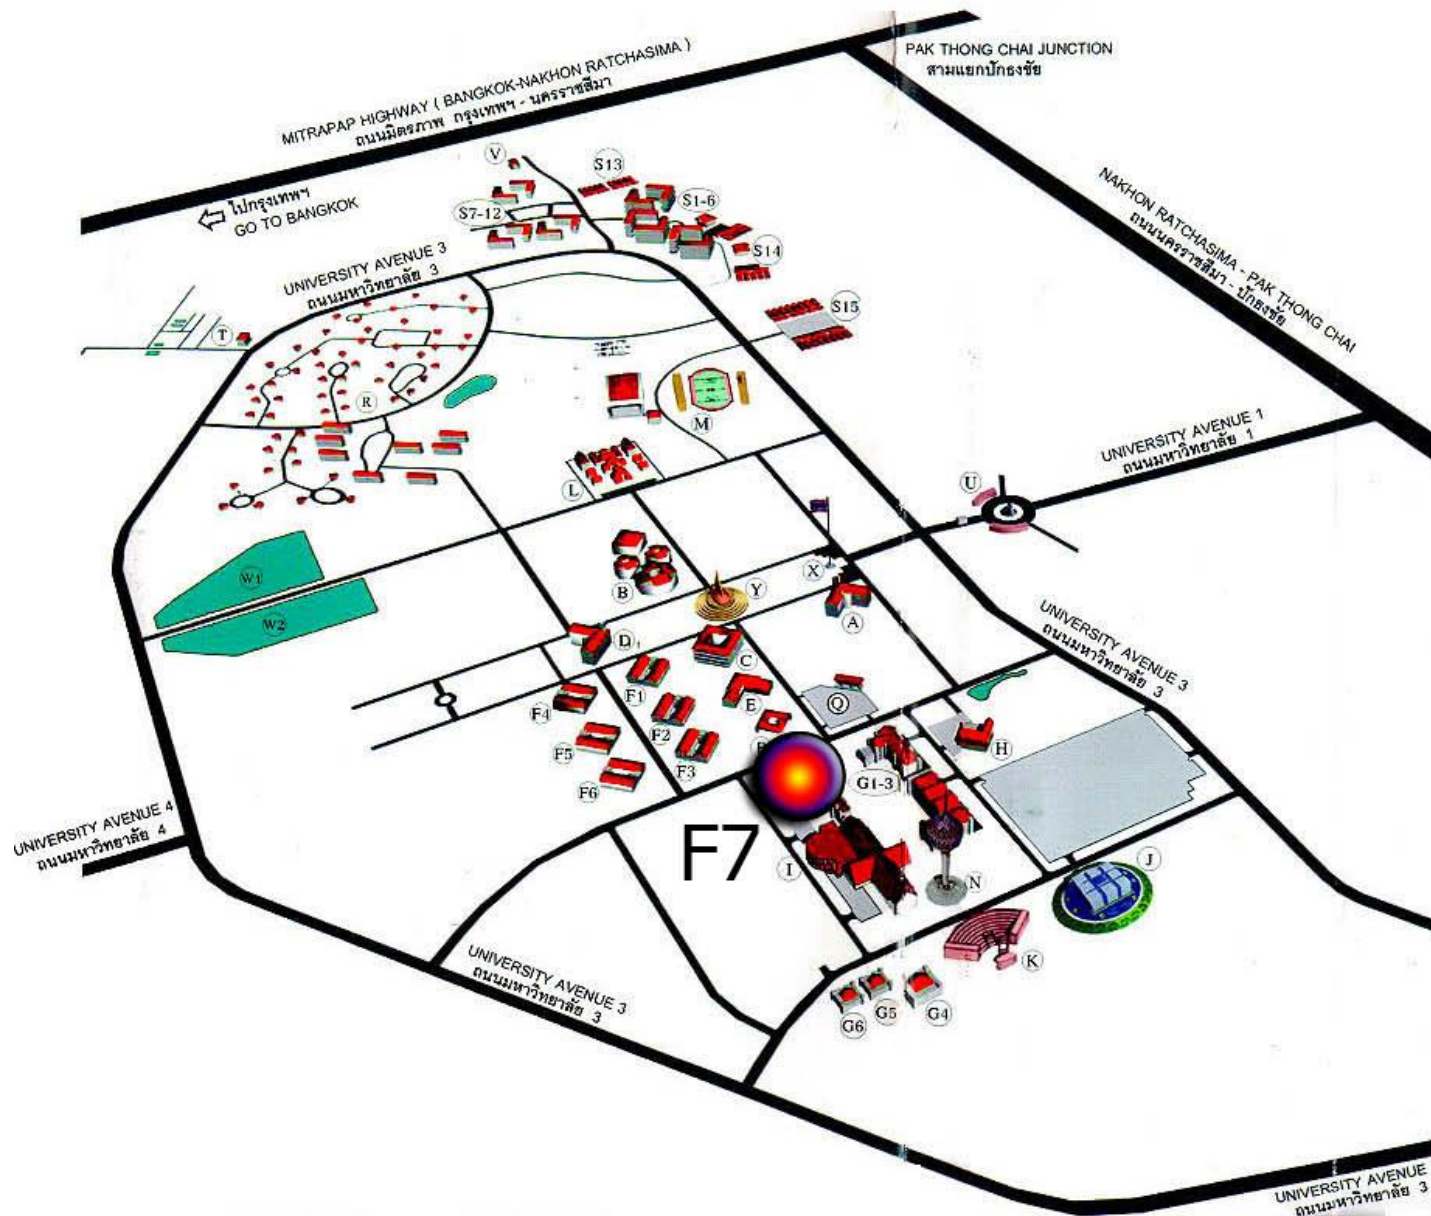 PAK THONG CHAI JUNCTION
สามแยกปักธงชัย
MITRAPAP HIGHWAY ( BANGKOK-NAKHON RATCHASIMA )
ถนนมิตรภาพ กรุงเทพฯ - นครราชสีมา
V
S13
ไปกรุงเทพฯ
GO TO BANGKOK
S7-12
S1-6
S14
NAKHON RATCHASIMA - PAK THONG CHAI
ถนนนครราชสีมา - ปักธงชัย
UNIVERSITY AVENUE 3
ถนนมหาวิทยาลัย 3
S15
T
R
M
UNIVERSITY AVENUE 1
ถนนมหาวิทยาลัย 1
L
U
W1
B
Y
X
W2
A
D
C
UNIVERSITY AVENUE 3
ถนนมหาวิทยาลัย 3
F1
E
Q
F4
F2
F5
F3
H
F6
G1-3
UNIVERSITY AVENUE 4
ถนนมหาวิทยาลัย 4
F7
I
N
J
K
UNIVERSITY AVENUE 3
ถนนมหาวิทยาลัย 3
G6
G5
G4
UNIVERSITY AVENUE
ถนนมหาวิทยาลัย 3